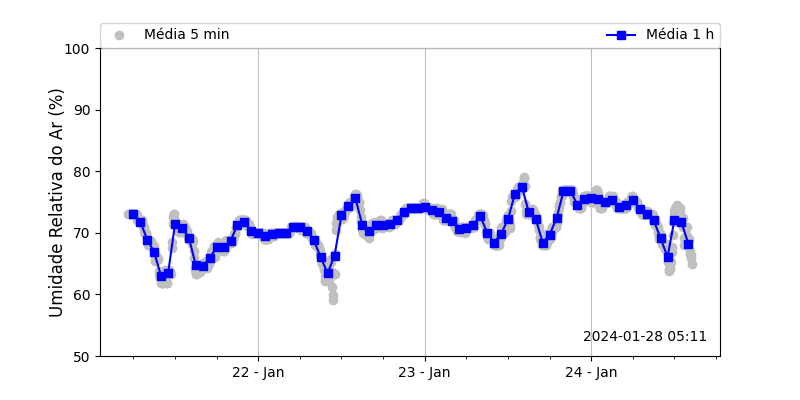 Média 5 min
Média 1 h
Umidade Relativa do Ar (%)
100
90
80
70
60
50
2024-01-28 05:11
22 - Jan
23 - Jan
24 - Jan